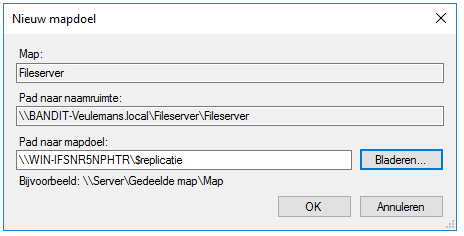 Nieuw mapdoel
Map:
Fileserver
Pad naar naamruimte:
\\BANDIT-Veulemans.local\Fileserver\Fileserver
Pad naar mapdoel:
\\WIN-IFSNR5NPHTR\$replicatie
Bladeren...
Bijvoorbeeld: \\Server\Gedeelde map\Map
OK
Annuleren